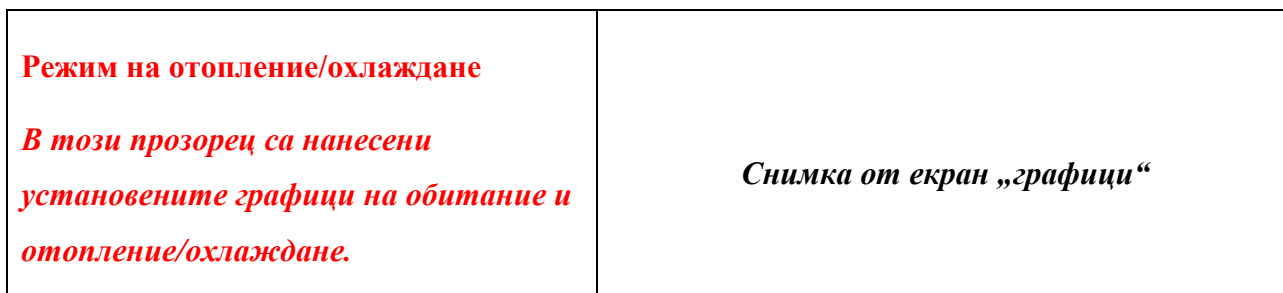 Режим на отопление/охлаждане
В този прозорец са нанесени
установените графици на обитание и
отопление/охлаждане.
Снимка от екран „графици“